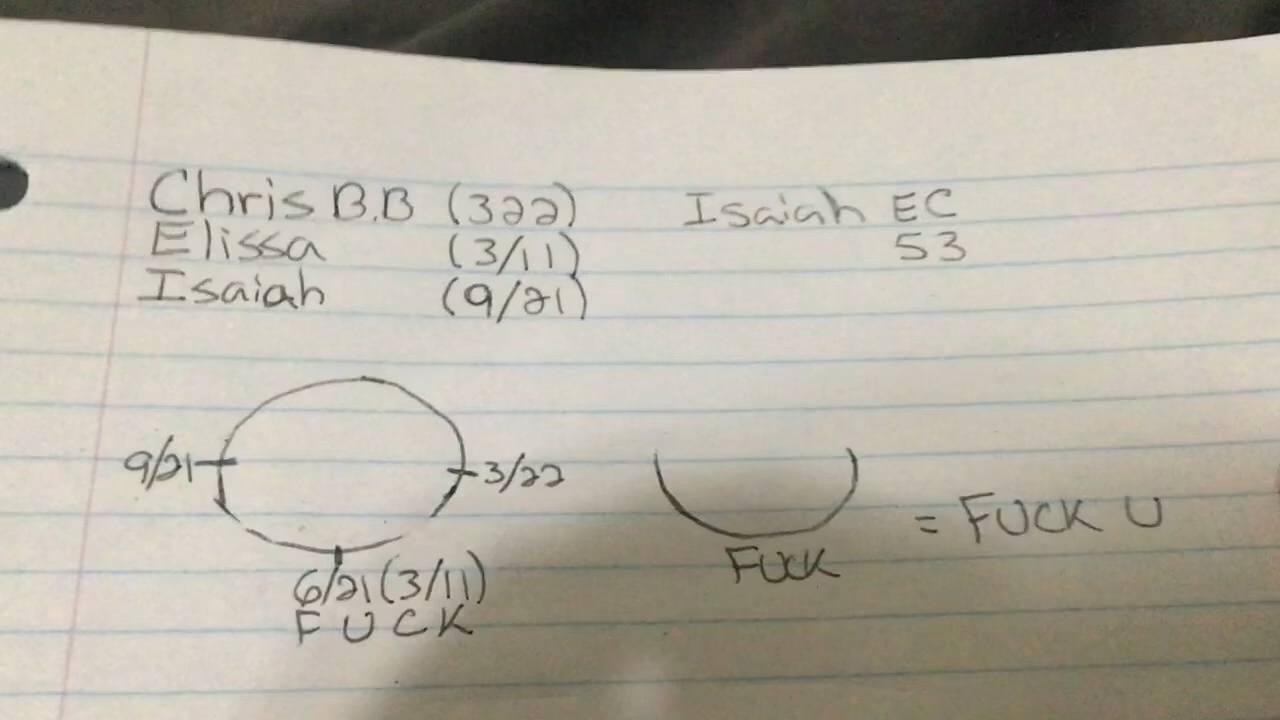 Chris B.B (322) Isaiah EC
Elissa (3/11) 53
Isaiah (9/21)
9/21 3/22
6/21 (3/11)
FUCK
FUCK
= FUCK U